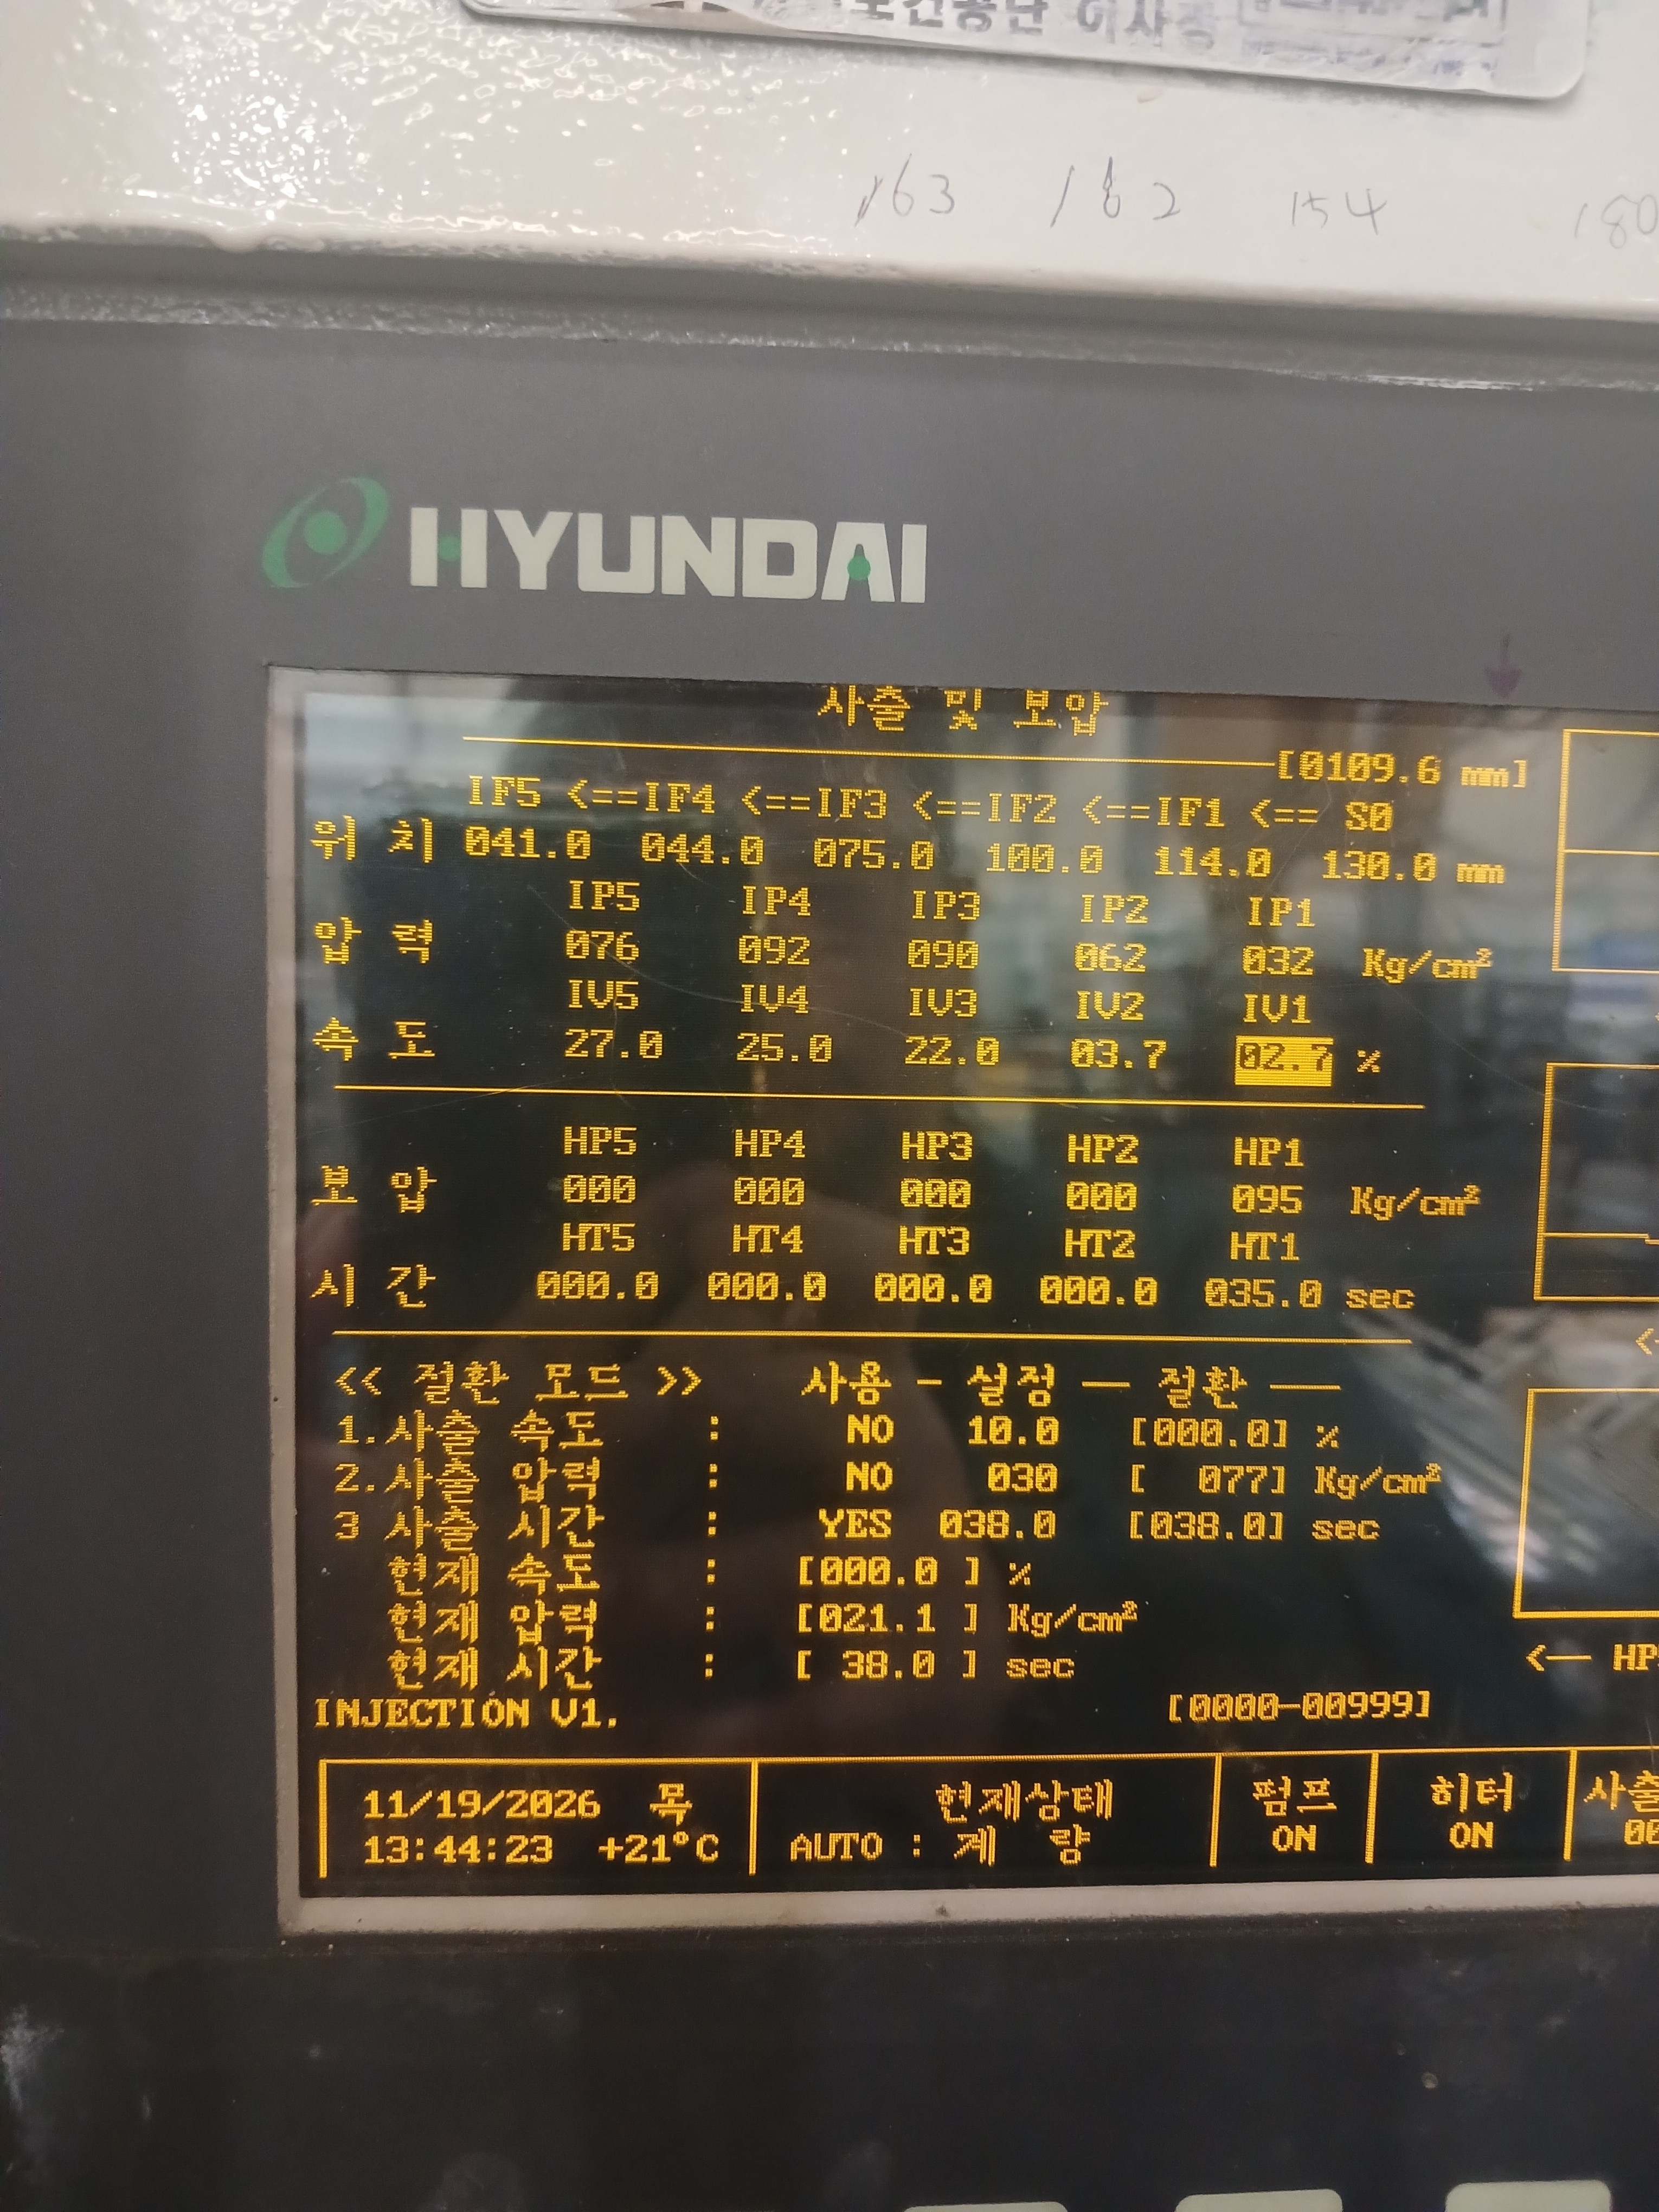 이사장
163 162 154 180
HYUNDAI
사출 및 보압
[0109.6 mm]
IF5 <==IF4 <==IF3 <==IF2 <==IF1 <== S0
위 치 041.0 044.0 075.0 100.0 114.0 130.0 mm
IP5 IP4 IP3 IP2 IP1
압 력 076 092 090 062 032 Kg/cm²
IV5 IV4 IV3 IV2 IV1
속 도 27.0 25.0 22.0 03.7 02.7 %
HP5 HP4 HP3 HP2 HP1
보 압 000 000 000 000 095 Kg/cm²
HT5 HT4 HT3 HT2 HT1
시 간 000.0 000.0 000.0 000.0 035.0 sec
<< 절환 모드 >> 사용 - 설정 — 절환 —
1.사출 속도 : NO 10.0 [000.0] %
2.사출 압력 : NO 030 [ 077] Kg/cm²
3 사출 시간 : YES 038.0 [038.0] sec
현재 속도 : [000.0 ] %
현재 압력 : [021.1 ] Kg/cm²
현재 시간 : [ 38.0 ] sec
<— HP
INJECTION V1. [0000-00999]
11/19/2026 목 현재상태 펌프 히터 사출
13:44:23 +21°C AUTO : 계 량 ON ON 00